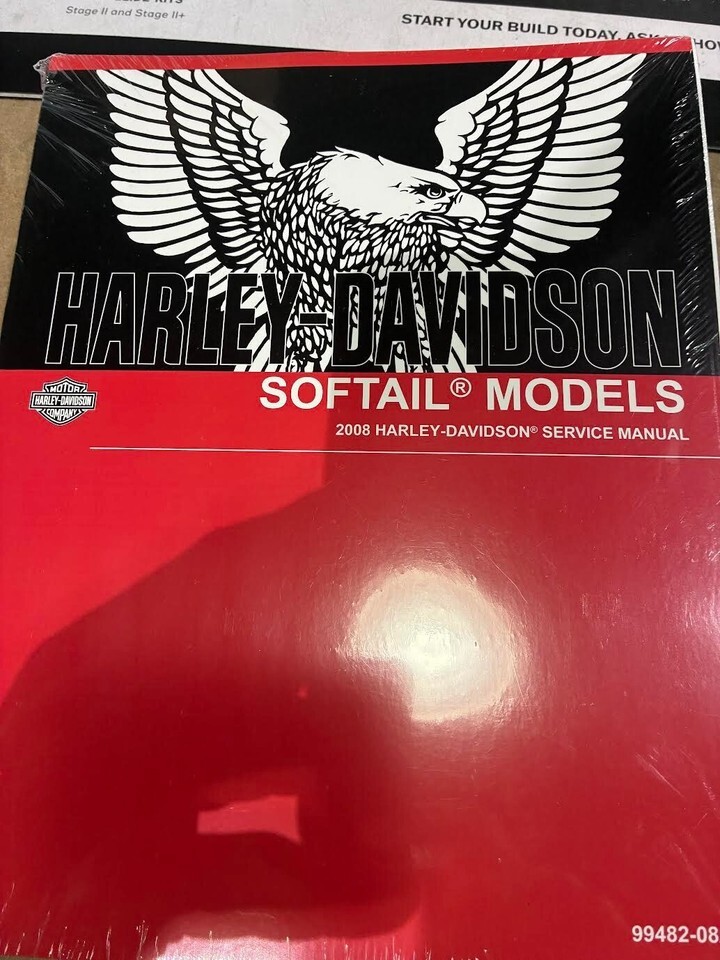 Stage II and Stage II+
START YOUR BUILD TODAY, ASK
HARLEY-DAVIDSON
SOFTAIL® MODELS
MOTOR
HARLEY-DAVIDSON
COMPANY
2008 HARLEY-DAVIDSON® SERVICE MANUAL
99482-08